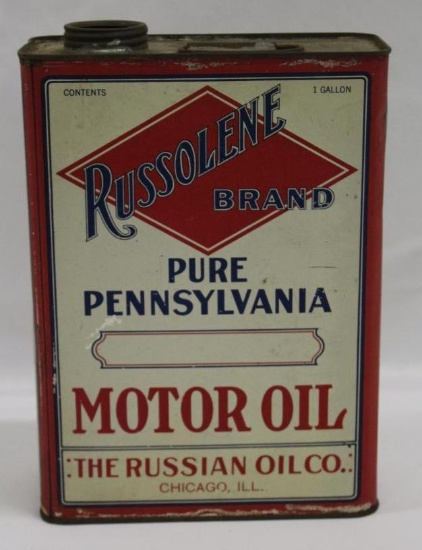 CONTENTS 1 GALLON
RUSSOLENE
BRAND
PURE
PENNSYLVANIA
MOTOR OIL
THE RUSSIAN OIL CO.
CHICAGO, ILL.